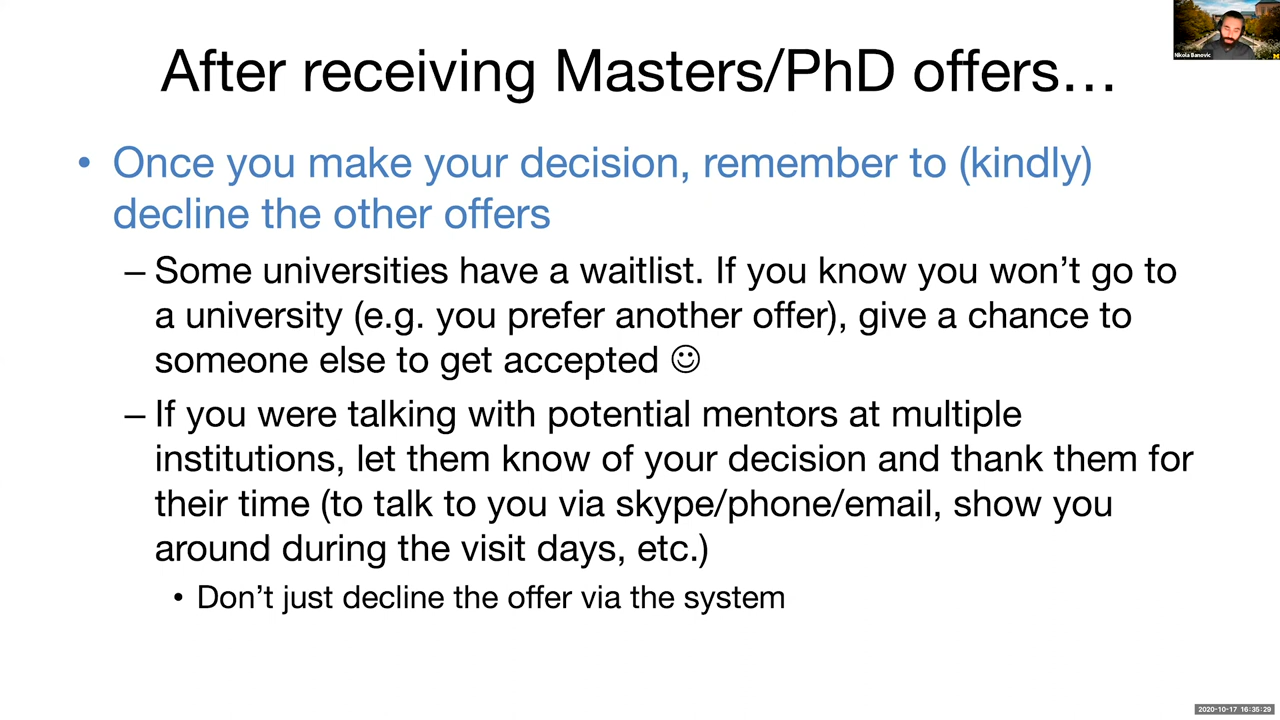 After receiving Masters/PhD offers…
• Once you make your decision, remember to (kindly)
decline the other offers
– Some universities have a waitlist. If you know you won’t go to
a university (e.g. you prefer another offer), give a chance to
someone else to get accepted ☺
– If you were talking with potential mentors at multiple
institutions, let them know of your decision and thank them for
their time (to talk to you via skype/phone/email, show you
around during the visit days, etc.)
• Don’t just decline the offer via the system
Nikola Banovic
2020-10-17 16:35:29